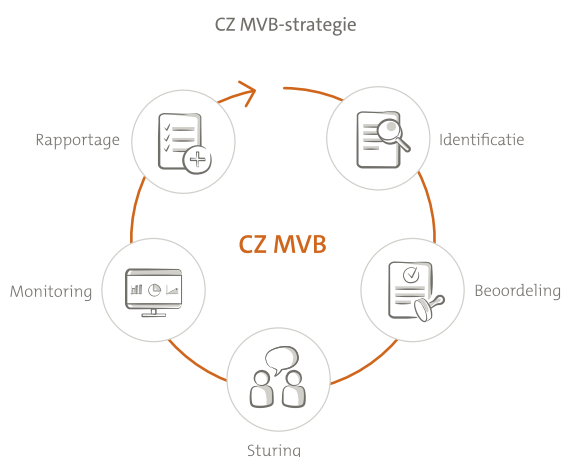 CZ MVB-strategie
Rapportage
Identificatie
CZ MVB
Monitoring
Beoordeling
Sturing